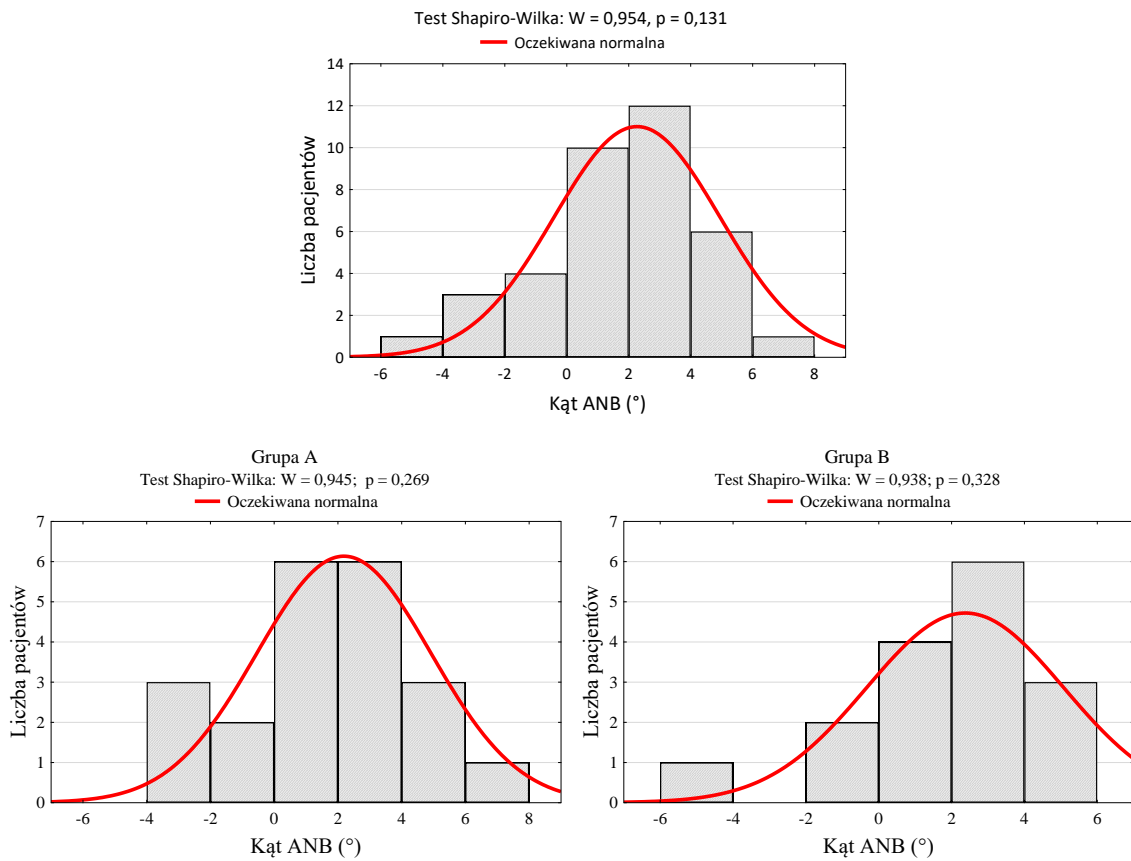 Test Shapiro-Wilka: W = 0,954, p = 0,131
Oczekiwana normalna
14
12
10
8
6
4
2
0
Liczba pacjentów
-6 -4 -2 0 2 4 6 8
Kąt ANB (°)
Grupa A
Test Shapiro-Wilka: W = 0,945; p = 0,269
Oczekiwana normalna
7
6
5
4
3
2
1
0
Liczba pacjentów
-6 -4 -2 0 2 4 6 8
Kąt ANB (°)
Grupa B
Test Shapiro-Wilka: W = 0,938; p = 0,328
Oczekiwana normalna
7
6
5
4
3
2
1
0
Liczba pacjentów
-6 -4 -2 0 2 4 6
Kąt ANB (°)